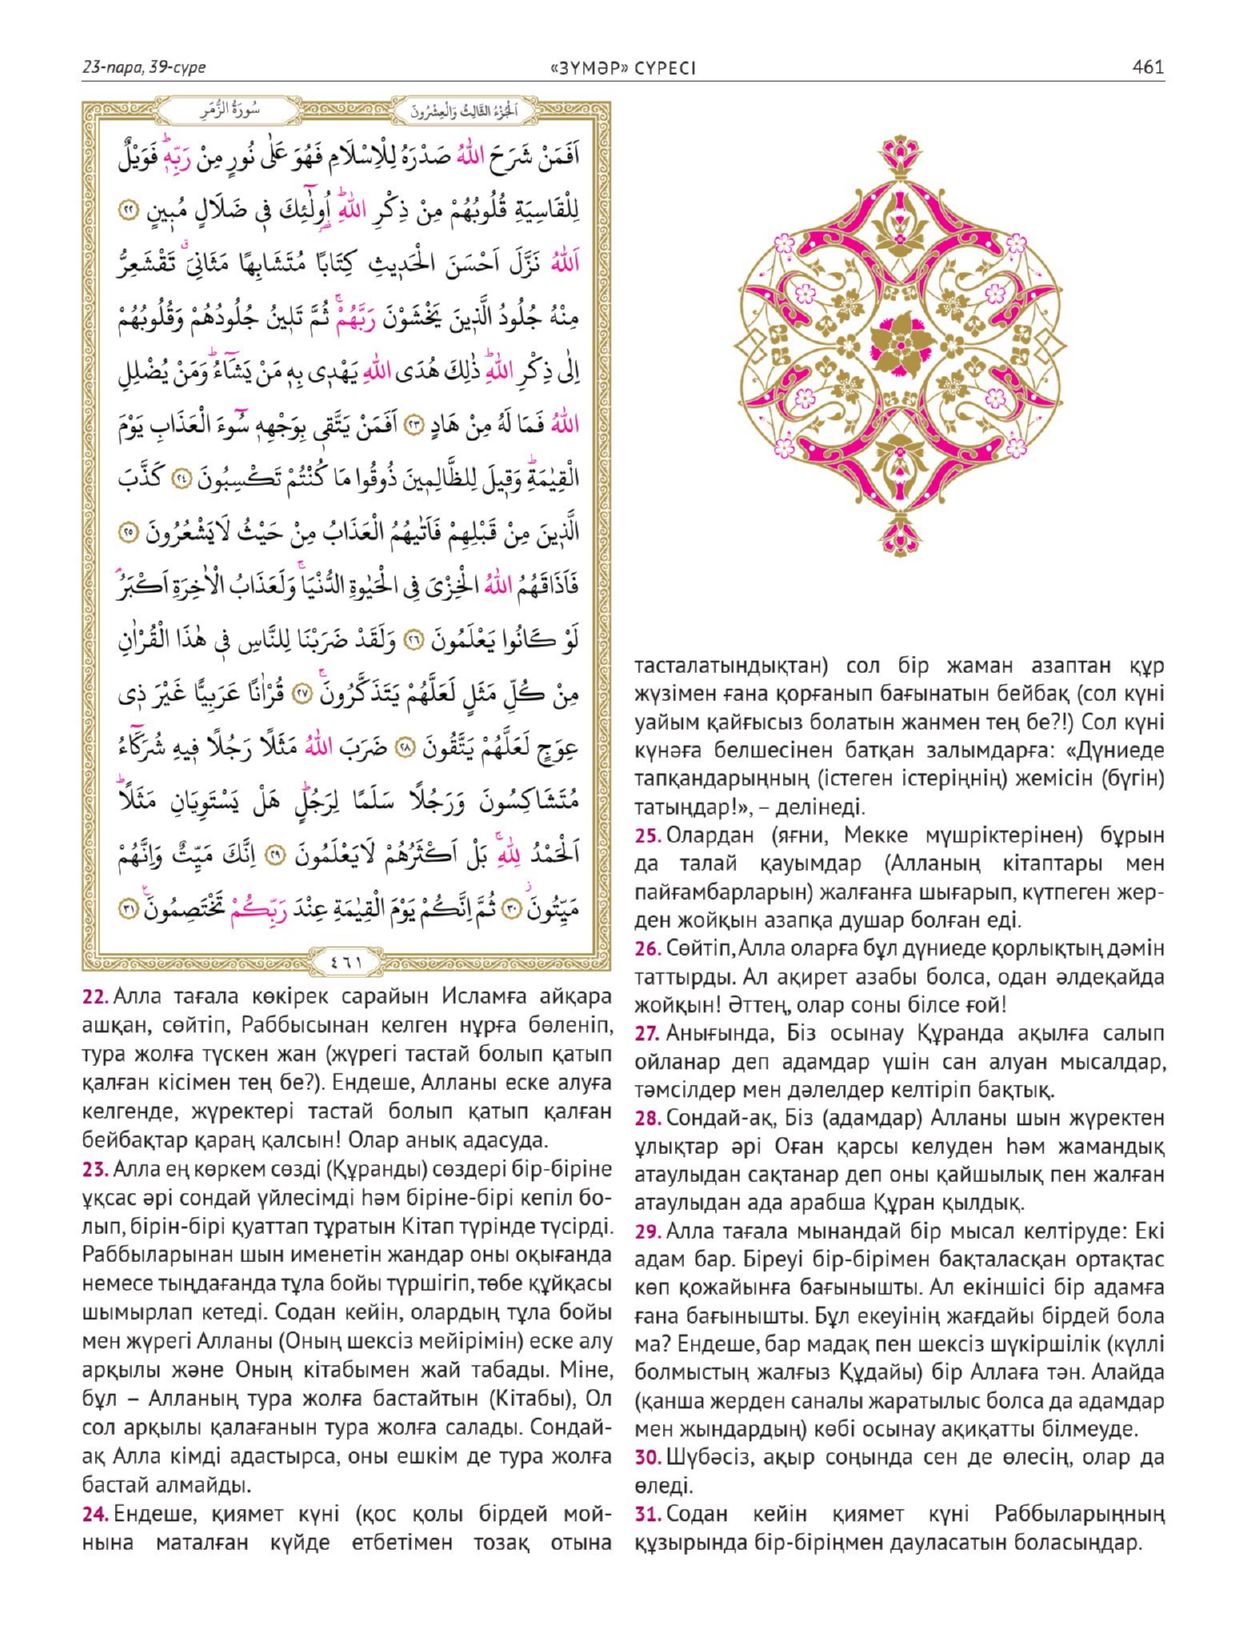 23-пара, 39-сүре
«ЗҮМӘР» СҮРЕСІ
461
سُورَةُ الزُّمَرِ
اَلْجُزْءُ الثَّالِثُ وَالْعِشْرُونَ
اَفَمَنْ شَرَحَ اللّٰهُ صَدْرَهُ لِلْاِسْلَامِ فَهُوَ عَلٰى نُورٍ مِنْ رَبِّهٖؕ فَوَيْلٌ
لِلْقَاسِيَةِ قُلُوبُهُمْ مِنْ ذِكْرِ اللّٰهِؕ اُو۬لٰٓئِكَ فٖي ضَلَالٍ مُبٖينٍ ﴿٢٢﴾
اَللّٰهُ نَزَّلَ اَحْسَنَ الْحَدٖيثِ كِتَابًا مُتَشَابِهًا مَثَانِيَۗ تَقْشَعِرُّ
مِنْهُ جُلُودُ الَّذٖينَ يَخْشَوْنَ رَبَّهُمْۚ ثُمَّ تَلٖينُ جُلُودُهُمْ وَقُلُوبُهُمْ
اِلٰى ذِكْرِ اللّٰهِؕ ذٰلِكَ هُدَى اللّٰهِ يَهْدٖي بِهٖ مَنْ يَشَٓاءُؕ وَمَنْ يُضْلِلِ
اللّٰهُ فَمَا لَهُ مِنْ هَادٍ ﴿٢٣﴾ اَفَمَنْ يَتَّقٖي بِوَجْهِهٖ سُٓوءَ الْعَذَابِ يَوْمَ
الْقِيٰمَةِؕ وَقٖيلَ لِلظَّالِمٖينَ ذُوقُوا مَا كُنْتُمْ تَكْسِبُونَ ﴿٢٤﴾ كَذَّبَ
الَّذٖينَ مِنْ قَبْلِهِمْ فَاَتٰيهُمُ الْعَذَابُ مِنْ حَيْثُ لَا يَشْعُرُونَ ﴿٢٥﴾
فَاَذَاقَهُمُ اللّٰهُ الْخِزْيَ فِي الْحَيٰوةِ الدُّنْيَاۚ وَلَعَذَابُ الْاٰخِرَةِ اَكْبَرُۘ
لَوْ كَانُوا يَعْلَمُونَ ﴿٢٦﴾ وَلَقَدْ ضَرَبْنَا لِلنَّاسِ فٖي هٰذَا الْقُرْاٰنِ
مِنْ كُلِّ مَثَلٍ لَعَلَّهُمْ يَتَذَكَّرُونَۚ ﴿٢٧﴾ قُرْاٰنًا عَرَبِيًّا غَيْرَ ذٖي
عِوَجٍ لَعَلَّهُمْ يَتَّقُونَ ﴿٢٨﴾ ضَرَبَ اللّٰهُ مَثَلًا رَجُلًا فٖيهِ شُرَكَٓاءُ
مُتَشَاكِسُونَ وَرَجُلًا سَلَمًا لِرَجُلٍؕ هَلْ يَسْتَوِيَانِ مَثَلًاؕ
اَلْحَمْدُ لِلّٰهِۚ بَلْ اَكْثَرُهُمْ لَا يَعْلَمُونَ ﴿٢٩﴾ اِنَّكَ مَيِّتٌ وَاِنَّهُمْ
مَيِّتُونَؗ ﴿٣٠﴾ ثُمَّ اِنَّكُمْ يَوْمَ الْقِيٰمَةِ عِنْدَ رَبِّكُمْ تَخْتَصِمُونَۚ ﴿٣١﴾
٤٦١
22. Алла тағала көкірек сарайын Исламға айқара
ашқан, сөйтіп, Раббысынан келген нұрға бөленіп,
тура жолға түскен жан (жүрегі тастай болып қатып
қалған кісімен тең бе?). Ендеше, Алланы еске алуға
келгенде, жүректері тастай болып қатып қалған
бейбақтар қараң қалсын! Олар анық адасуда.
23. Алла ең көркем сөзді (Құранды) сөздері бір-біріне
ұқсас әрі сондай үйлесімді һәм біріне-бірі кепіл бо-
лып, бірін-бірі қуаттап тұратын Кітап түрінде түсірді.
Раббыларынан шын именетін жандар оны оқығанда
немесе тыңдағанда тұла бойы түршігіп, төбе құйқасы
шымырлап кетеді. Содан кейін, олардың тұла бойы
мен жүрегі Алланы (Оның шексіз мейірімін) еске алу
арқылы және Оның кітабымен жай табады. Міне,
бұл – Алланың тура жолға бастайтын (Кітабы), Ол
сол арқылы қалағанын тура жолға салады. Сондай-
ақ Алла кімді адастырса, оны ешкім де тура жолға
бастай алмайды.
24. Ендеше, қиямет күні (қос қолы бірдей мой-
нына маталған күйде етбетімен тозақ отына
тасталатындықтан) сол бір жаман азаптан құр
жүзімен ғана қорғанып бағынатын бейбақ (сол күні
уайым қайғысыз болатын жанмен тең бе?!) Сол күні
күнәға белшесінен батқан залымдарға: «Дүниеде
тапқандарыңның (істеген істеріңнің) жемісін (бүгін)
татыңдар!», – делінеді.
25. Олардан (яғни, Мекке мүшріктерінен) бұрын
да талай қауымдар (Алланың кітаптары мен
пайғамбарларын) жалғанға шығарып, күтпеген жер-
ден жойқын азапқа душар болған еді.
26. Сөйтіп, Алла оларға бұл дүниеде қорлықтың дәмін
таттырды. Ал ақирет азабы болса, одан әлдеқайда
жойқын! Әттең, олар соны білсе ғой!
27. Анығында, Біз осынау Құранда ақылға салып
ойланар деп адамдар үшін сан алуан мысалдар,
тәмсілдер мен дәлелдер келтіріп бақтық.
28. Сондай-ақ, Біз (адамдар) Алланы шын жүректен
ұлықтар әрі Оған қарсы келуден һәм жамандық
атаулыдан сақтанар деп оны қайшылық пен жалған
атаулыдан ада арабша Құран қылдық.
29. Алла тағала мынандай бір мысал келтіруде: Екі
адам бар. Біреуі бір-бірімен бақталасқан ортақтас
көп қожайынға бағынышты. Ал екіншісі бір адамға
ғана бағынышты. Бұл екеуінің жағдайы бірдей бола
ма? Ендеше, бар мадақ пен шексіз шүкіршілік (күллі
болмыстың жалғыз Құдайы) бір Аллаға тән. Алайда
(қанша жерден саналы жаратылыс болса да адамдар
мен жындардың) көбі осынау ақиқатты білмеуде.
30. Шүбәсіз, ақыр соңында сен де өлесің, олар да
өледі.
31. Содан кейін қиямет күні Раббыларыңның
құзырында бір-біріңмен дауласатын боласыңдар.